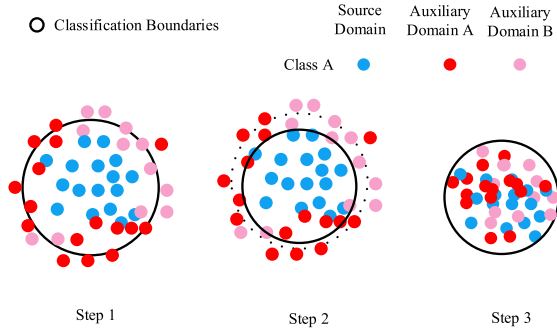 Classification Boundaries
Source Domain
Auxiliary Domain A
Auxiliary Domain B
Class A
Step 1
Step 2
Step 3